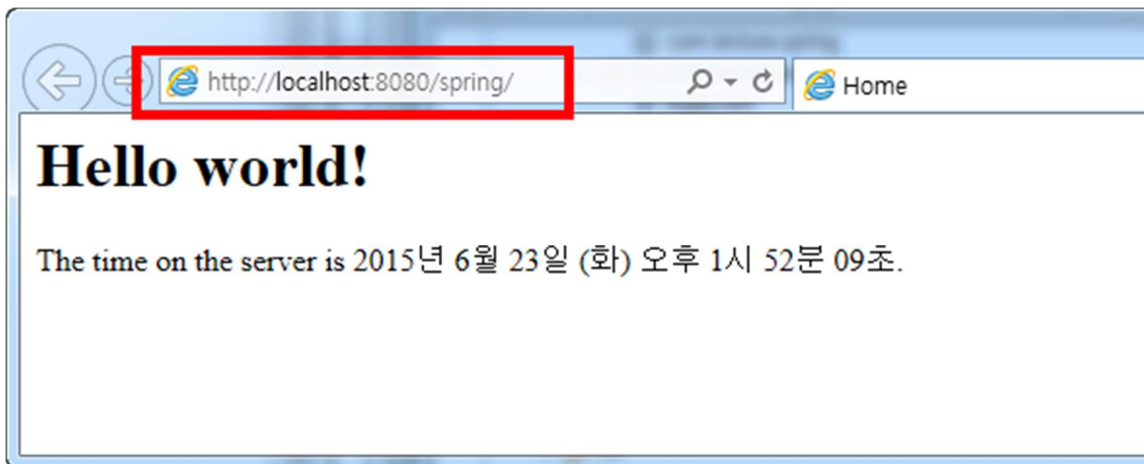 http://localhost:8080/spring/
Home
Hello world!
The time on the server is 2015년 6월 23일 (화) 오후 1시 52분 09초.